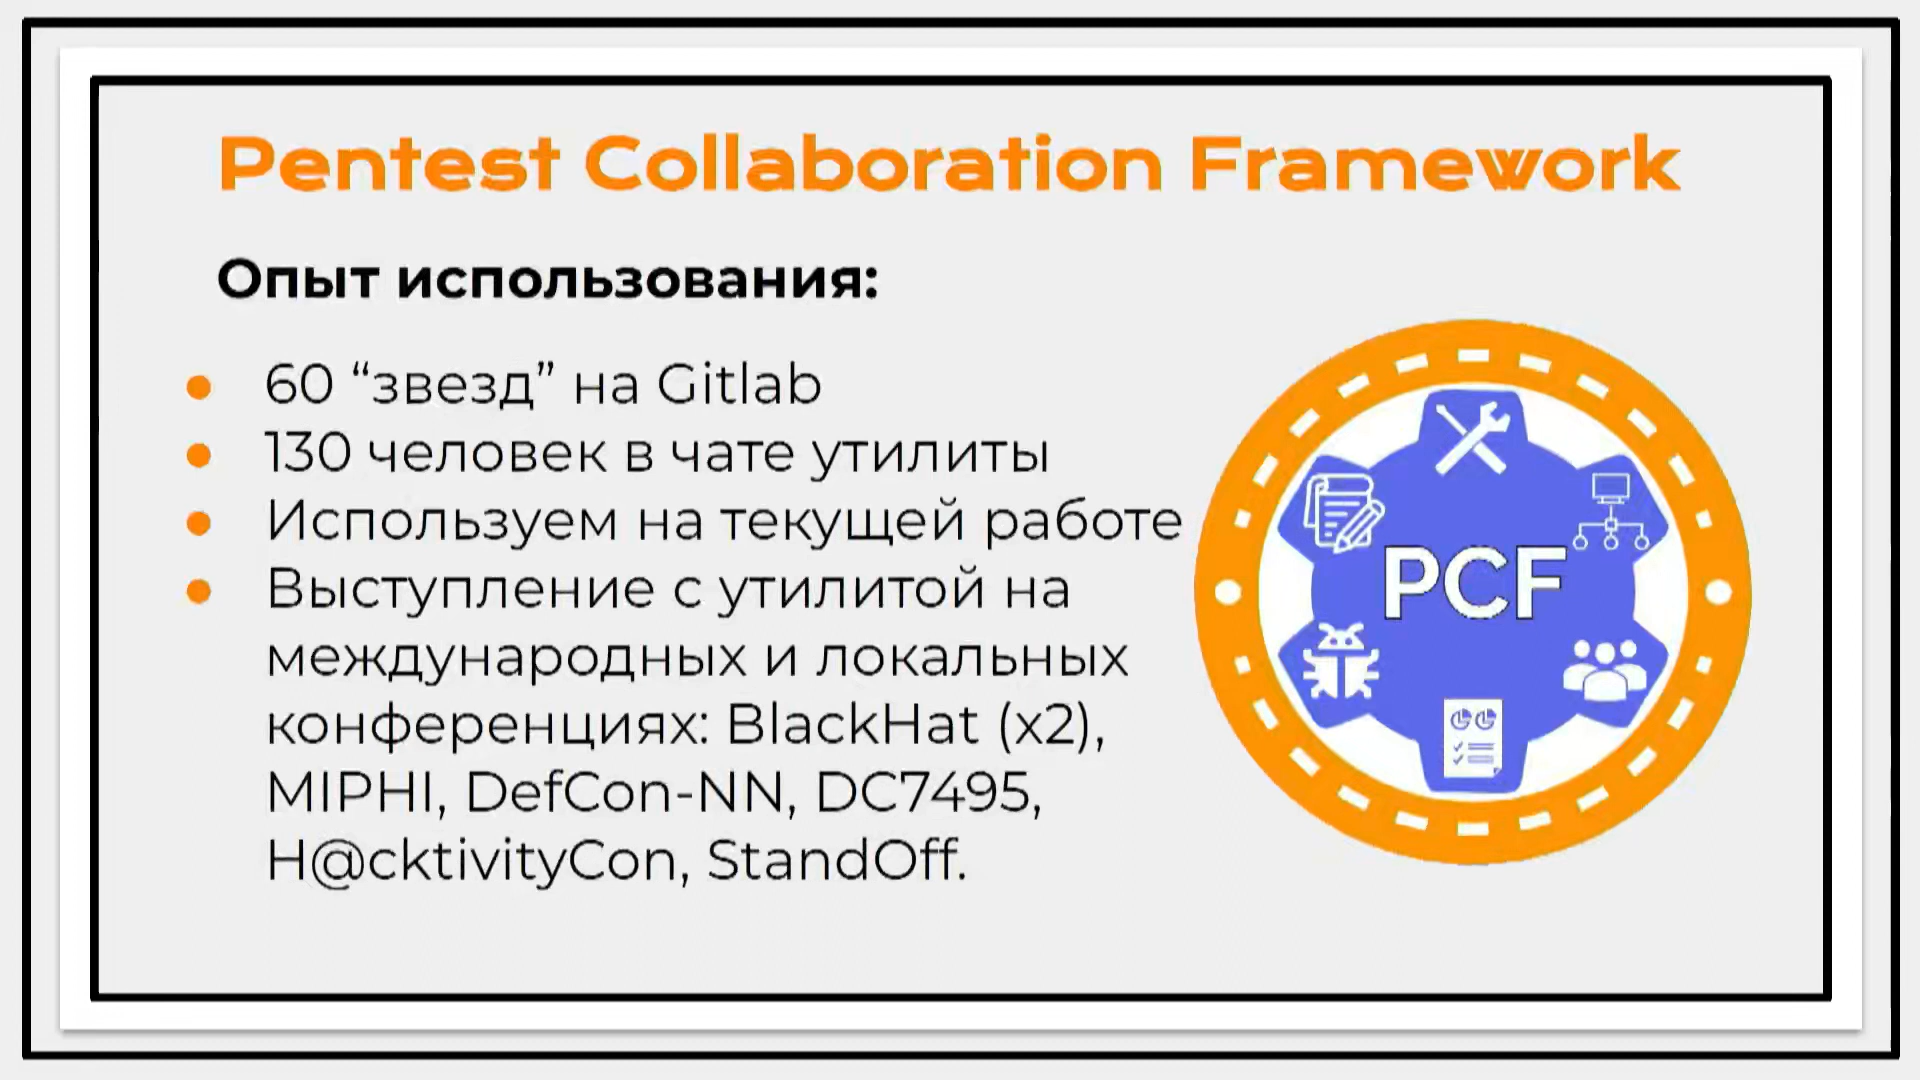 Pentest Collaboration Framework
Опыт использования:
60 “звезд” на Gitlab
130 человек в чате утилиты
Используем на текущей работе
Выступление с утилитой на
международных и локальных
конференциях: BlackHat (x2),
MIPHI, DefCon-NN, DC7495,
H@cktivityCon, StandOff.
PCF